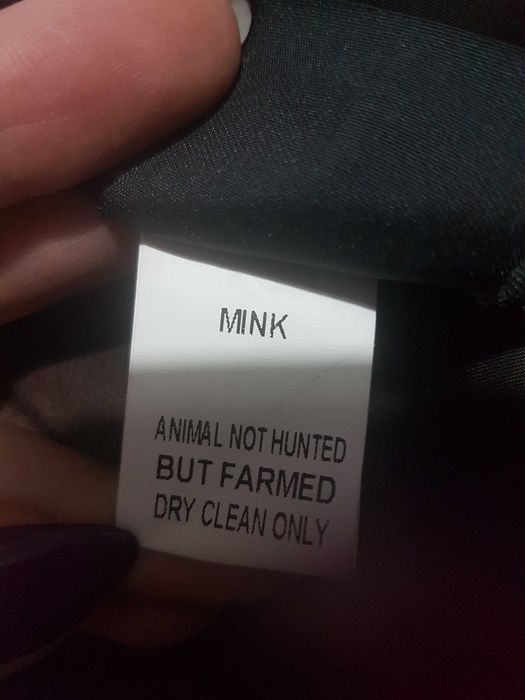 MINK
ANIMAL NOT HUNTED
BUT FARMED
DRY CLEAN ONLY